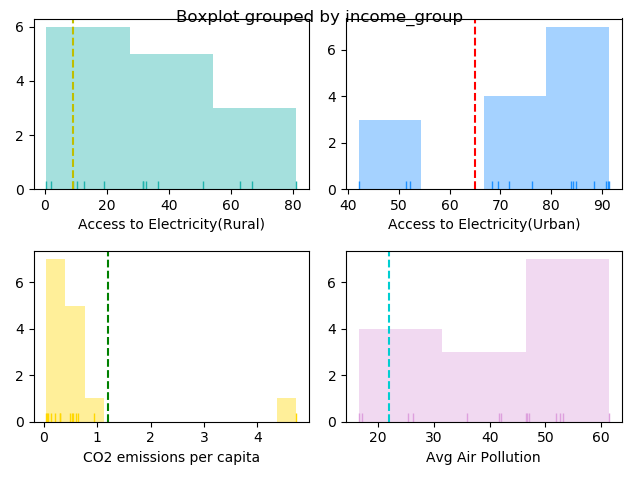 Boxplot grouped by income_group
6
4
2
0
0 20 40 60 80
Access to Electricity(Rural)
6
4
2
0
40 50 60 70 80 90
Access to Electricity(Urban)
6
4
2
0
0 1 2 3 4
CO2 emissions per capita
6
4
2
0
20 30 40 50 60
Avg Air Pollution